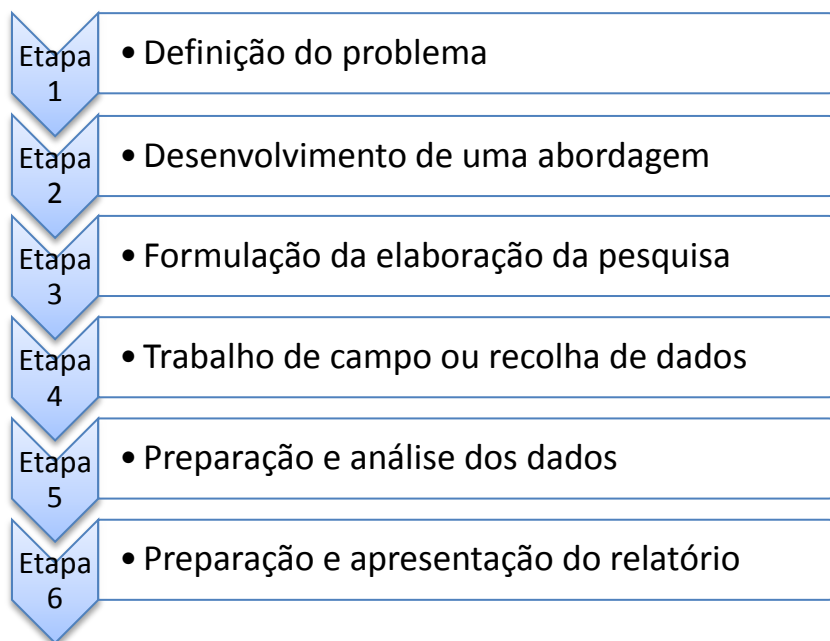 Etapa 1
• Definição do problema
Etapa 2
• Desenvolvimento de uma abordagem
Etapa 3
• Formulação da elaboração da pesquisa
Etapa 4
• Trabalho de campo ou recolha de dados
Etapa 5
• Preparação e análise dos dados
Etapa 6
• Preparação e apresentação do relatório